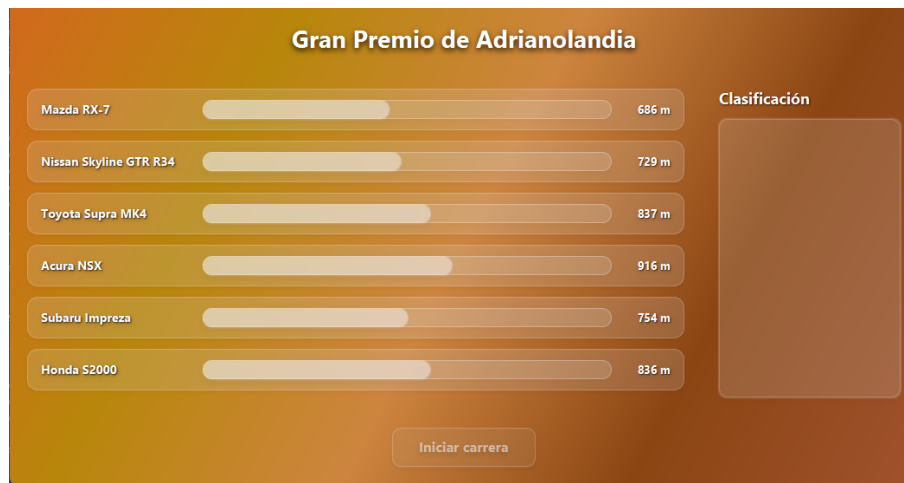 Gran Premio de Adrianolandia
Mazda RX-7 686 m
Nissan Skyline GTR R34 729 m
Toyota Supra MK4 837 m
Acura NSX 916 m
Subaru Impreza 754 m
Honda S2000 836 m
Clasificación
Iniciar carrera